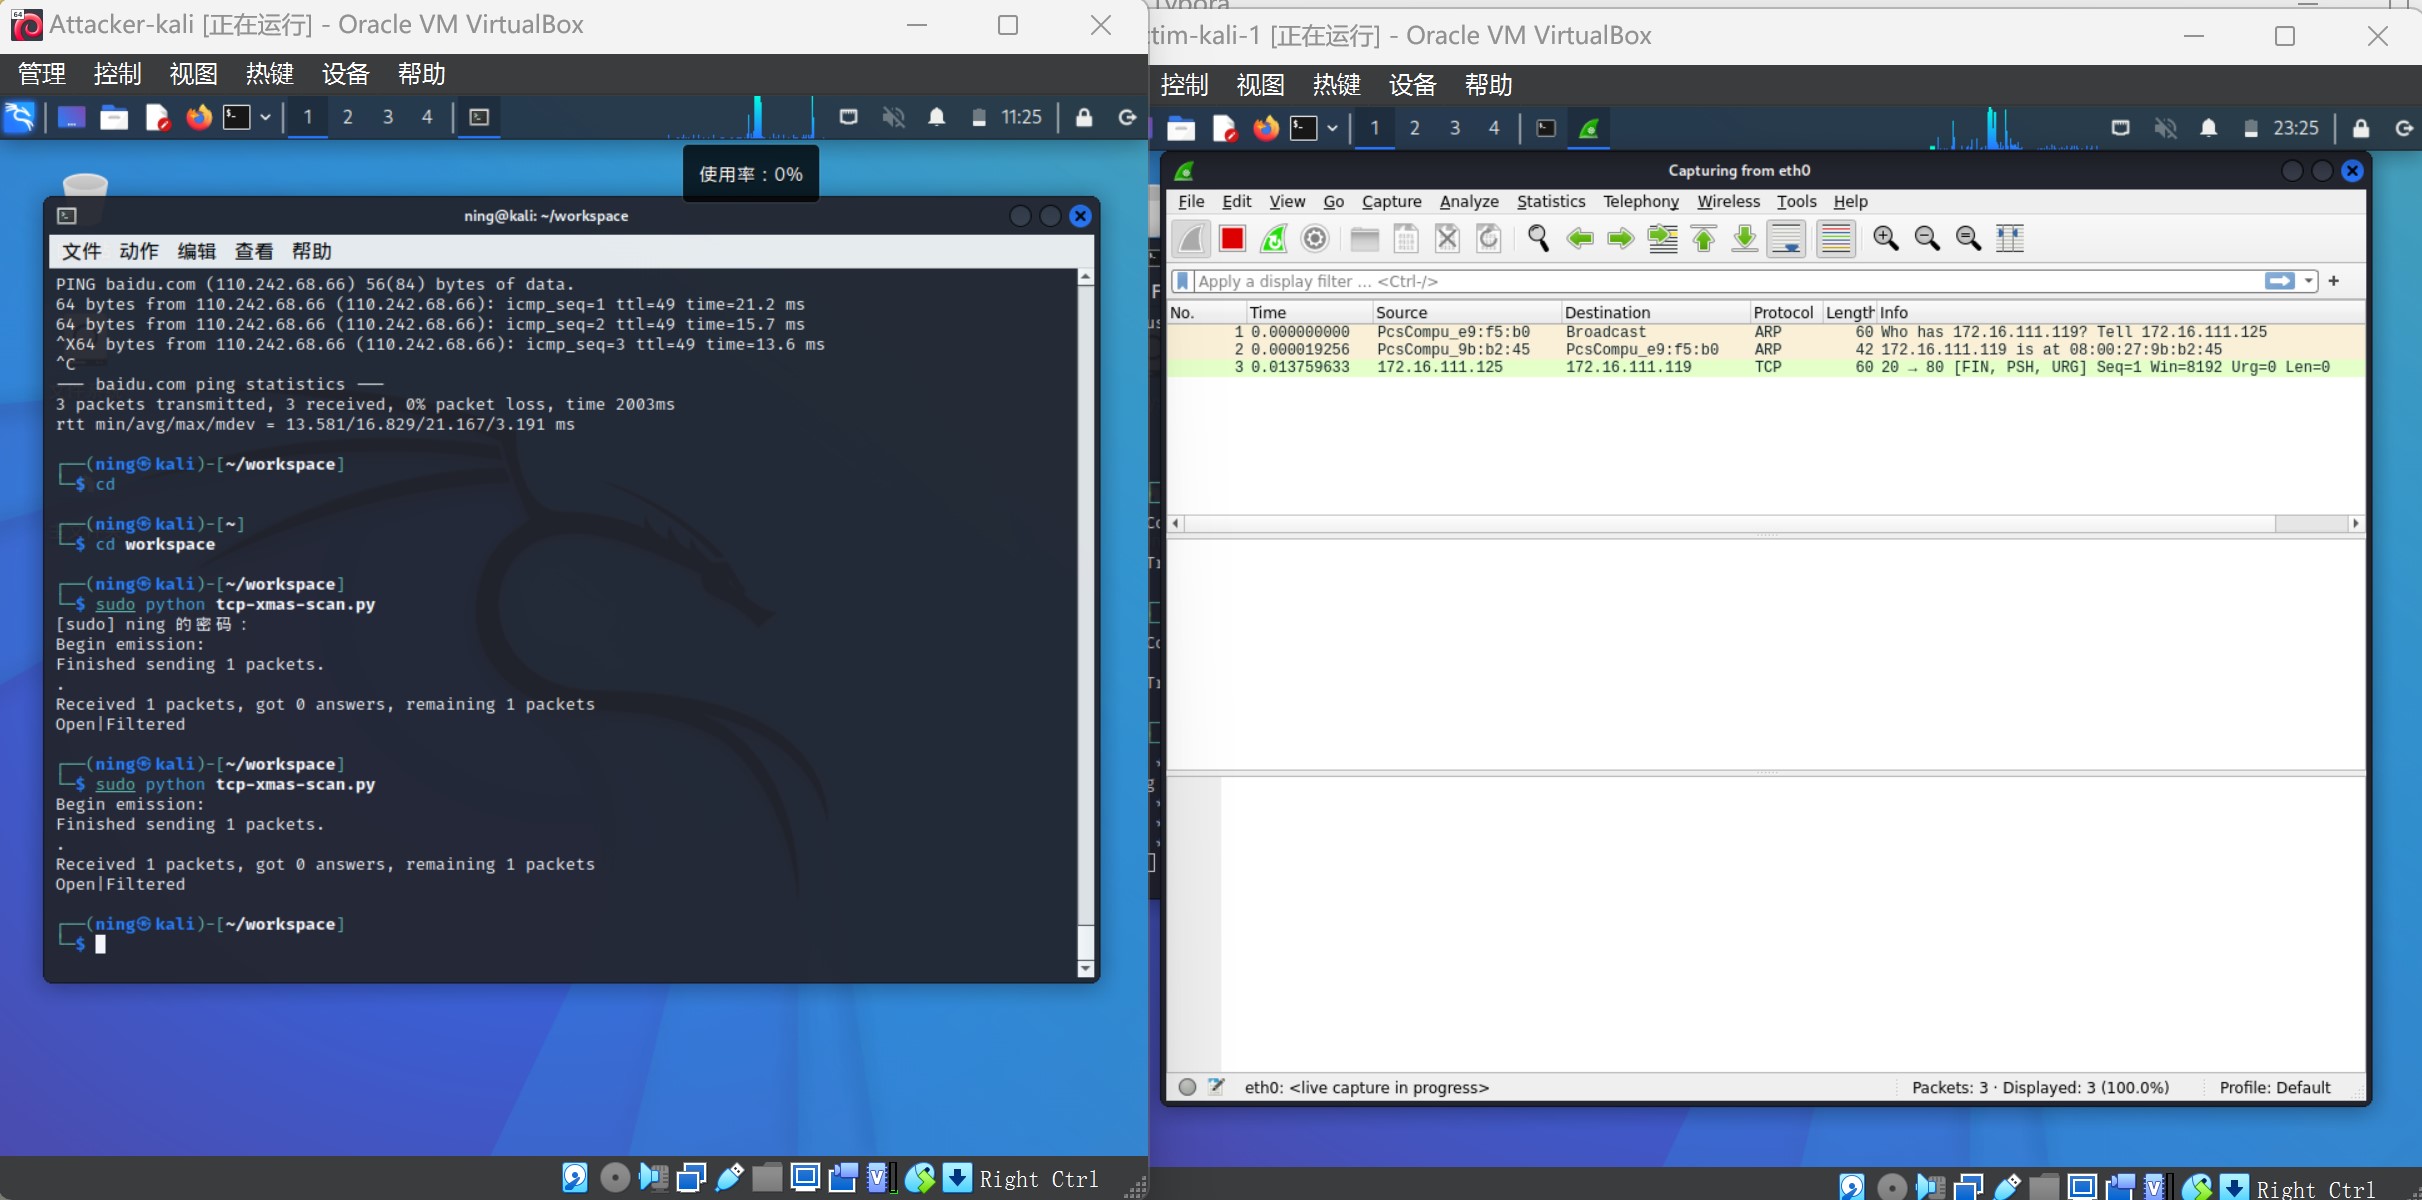 Attacker-kali [正在运行] - Oracle VM VirtualBox
管理 控制 视图 热键 设备 帮助
1 2 3 4 11:25
使用率：0%
ning@kali: ~/workspace
文件 动作 编辑 查看 帮助
PING baidu.com (110.242.68.66) 56(84) bytes of data.
64 bytes from 110.242.68.66 (110.242.68.66): icmp_seq=1 ttl=49 time=21.2 ms
64 bytes from 110.242.68.66 (110.242.68.66): icmp_seq=2 ttl=49 time=15.7 ms
^X64 bytes from 110.242.68.66 (110.242.68.66): icmp_seq=3 ttl=49 time=13.6 ms
^C
--- baidu.com ping statistics ---
3 packets transmitted, 3 received, 0% packet loss, time 2003ms
rtt min/avg/max/mdev = 13.581/16.829/21.167/3.191 ms
┌──(ning㉿kali)-[~/workspace]
└─$ cd
┌──(ning㉿kali)-[~]
└─$ cd workspace
┌──(ning㉿kali)-[~/workspace]
└─$ sudo python tcp-xmas-scan.py
[sudo] ning 的密码：
Begin emission:
Finished sending 1 packets.
.
Received 1 packets, got 0 answers, remaining 1 packets
Open|Filtered
┌──(ning㉿kali)-[~/workspace]
└─$ sudo python tcp-xmas-scan.py
Begin emission:
Finished sending 1 packets.
.
Received 1 packets, got 0 answers, remaining 1 packets
Open|Filtered
┌──(ning㉿kali)-[~/workspace]
└─$
Right Ctrl
tim-kali-1 [正在运行] - Oracle VM VirtualBox
控制 视图 热键 设备 帮助
1 2 3 4 23:25
Capturing from eth0
File Edit View Go Capture Analyze Statistics Telephony Wireless Tools Help
Apply a display filter ... <Ctrl-/>
No. Time Source Destination Protocol Length Info
1 0.000000000 PcsCompu_e9:f5:b0 Broadcast ARP 60 Who has 172.16.111.119? Tell 172.16.111.125
2 0.000019256 PcsCompu_9b:b2:45 PcsCompu_e9:f5:b0 ARP 42 172.16.111.119 is at 08:00:27:9b:b2:45
3 0.013759633 172.16.111.125 172.16.111.119 TCP 60 20 → 80 [FIN, PSH, URG] Seq=1 Win=8192 Urg=0 Len=0
eth0: <live capture in progress> Packets: 3 · Displayed: 3 (100.0%) Profile: Default
Right Ctrl